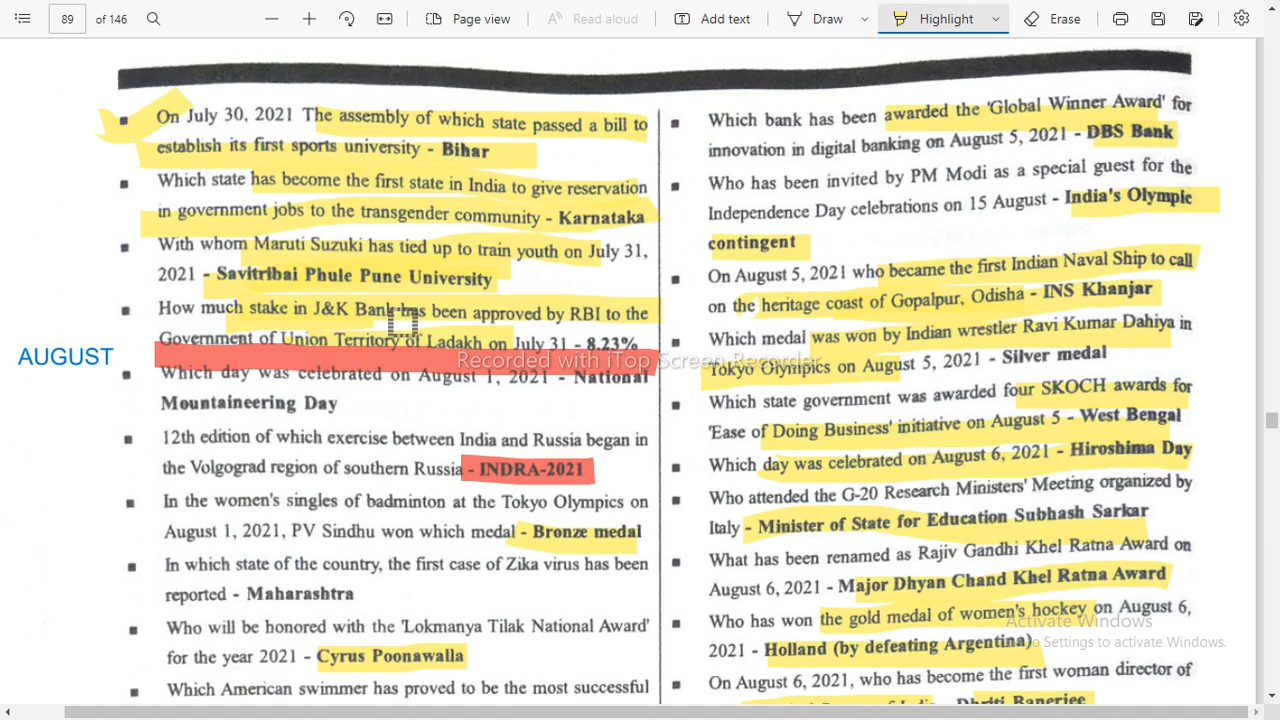 89 of 146
Page view
Read aloud
Add text
Draw
Highlight
Erase
AUGUST
On July 30, 2021 The assembly of which state passed a bill to
establish its first sports university - Bihar
Which state has become the first state in India to give reservation
in government jobs to the transgender community - Karnataka
With whom Maruti Suzuki has tied up to train youth on July 31,
2021 - Savitribai Phule Pune University
How much stake in J&K Bank has been approved by RBI to the
Government of Union Territory of Ladakh on July 31 - 8.23%
Which day was celebrated on August 1, 2021 - National
Mountaineering Day
12th edition of which exercise between India and Russia began in
the Volgograd region of southern Russia - INDRA-2021
In the women's singles of badminton at the Tokyo Olympics on
August 1, 2021, PV Sindhu won which medal - Bronze medal
In which state of the country, the first case of Zika virus has been
reported - Maharashtra
Who will be honored with the 'Lokmanya Tilak National Award'
for the year 2021 - Cyrus Poonawalla
Which American swimmer has proved to be the most successful
Which bank has been awarded the 'Global Winner Award' for
innovation in digital banking on August 5, 2021 - DBS Bank
Who has been invited by PM Modi as a special guest for the
Independence Day celebrations on 15 August - India's Olympic
contingent
On August 5, 2021 who became the first Indian Naval Ship to call
on the heritage coast of Gopalpur, Odisha - INS Khanjar
Which medal was won by Indian wrestler Ravi Kumar Dahiya in
Tokyo Olympics on August 5, 2021 - Silver medal
Which state government was awarded four SKOCH awards for
'Ease of Doing Business' initiative on August 5 - West Bengal
Which day was celebrated on August 6, 2021 - Hiroshima Day
Who attended the G-20 Research Ministers' Meeting organized by
Italy - Minister of State for Education Subhash Sarkar
What has been renamed as Rajiv Gandhi Khel Ratna Award on
August 6, 2021 - Major Dhyan Chand Khel Ratna Award
Who has won the gold medal of women's hockey on August 6,
2021 - Holland (by defeating Argentina)
On August 6, 2021, who has become the first woman director of
Dhriti Banerjee
Recorded with iTop Screen Recorder
Activate Windows
to Settings to activate Windows.